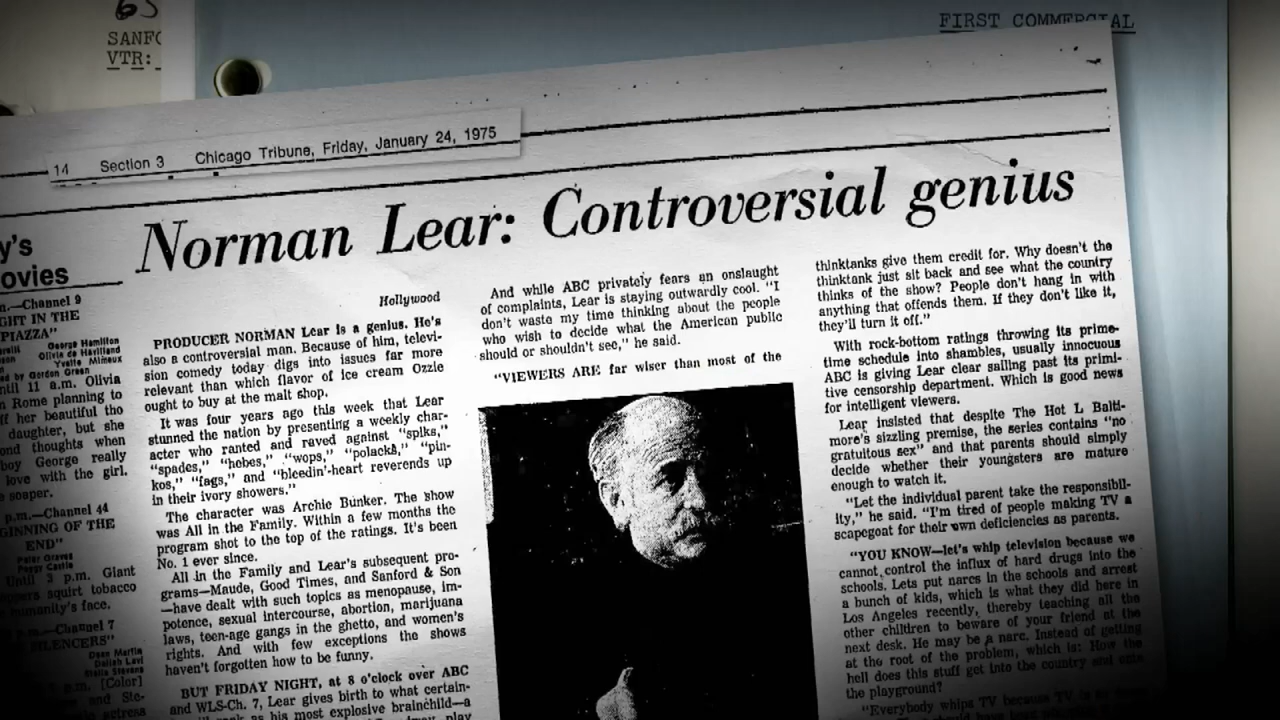 65
SANF
VTR:
FIRST COMMERCIAL
14 Section 3 Chicago Tribune, Friday, January 24, 1975
Norman Lear: Controversial genius
y's
ovies
.—Channel 9
GHT IN THE
PIAZZA"
George Hamilton
Olivia de Havilland
Yvette Mimieux
ed by Gordon Green
ntil 11 a.m. Olivia
n Rome planning to
ff her beautiful tho
daughter, but she
ond thoughts when
boy George really
love with the girl.
e soaper.
p.m.—Channel 44
GINNING OF THE
END"
Peter Graves
Peggy Castle
Until 3 p.m. Giant
squirt tobacco
humanity's face.
Channel 7
SILENCERS"
Dean Martin
Daliah Lavi
Stella Stevens
p.m. [Color]
and Ste-
actress
Hollywood
PRODUCER NORMAN Lear is a genius. He's
also a controversial man. Because of him, televi-
sion comedy today digs into issues far more
relevant than which flavor of ice cream Ozzie
ought to buy at the malt shop.
It was four years ago this week that Lear
stunned the nation by presenting a weekly char-
acter who ranted and raved against "spiks,"
"spades," "hebes," "wops," "polacks," "pin-
kos," "fags," and "bleedin'-heart reverends up
in their ivory showers."
The character was Archie Bunker. The show
was All in the Family. Within a few months the
program shot to the top of the ratings. It's been
No. 1 ever since.
All in the Family and Lear's subsequent pro-
grams—Maude, Good Times, and Sanford & Son
—have dealt with such topics as menopause, im-
potence, sexual intercourse, abortion, marijuana
laws, teen-age gangs in the ghetto, and women's
rights. And with few exceptions the shows
haven't forgotten how to be funny.
BUT FRIDAY NIGHT, at 8 o'clock over ABC
and WLS-Ch. 7, Lear gives birth to what certain-
as his most explosive brainchild—a
play
And while ABC privately fears an onslaught
of complaints, Lear is staying outwardly cool. "I
don't waste my time thinking about the people
who wish to decide what the American public
should or shouldn't see," he said.
"VIEWERS ARE far wiser than most of the
thinktanks give them credit for. Why doesn't the
thinktank just sit back and see what the country
thinks of the show? People don't hang in with
anything that offends them. If they don't like it,
they'll turn it off."
With rock-bottom ratings throwing its prime-
time schedule into shambles, usually innocuous
ABC is giving Lear clear sailing past its primi-
tive censorship department. Which is good news
for intelligent viewers.
Lear insisted that despite The Hot L Balti-
more's sizzling premise, the series contains "no
gratuitous sex" and that parents should simply
decide whether their youngsters are mature
enough to watch it.
"Let the individual parent take the responsibil-
ity," he said. "I'm tired of people making TV a
scapegoat for their own deficiencies as parents.
"YOU KNOW—let's whip television because we
cannot control the influx of hard drugs into the
schools. Lets put narcs in the schools and arrest
a bunch of kids, which is what they did here in
Los Angeles recently, thereby teaching all the
other children to beware of your friend at the
next desk. He may be a narc. Instead of getting
at the root of the problem, which is: How the
hell does this stuff get into the country and onto
the playground?
"Everybody whips TV because TV is